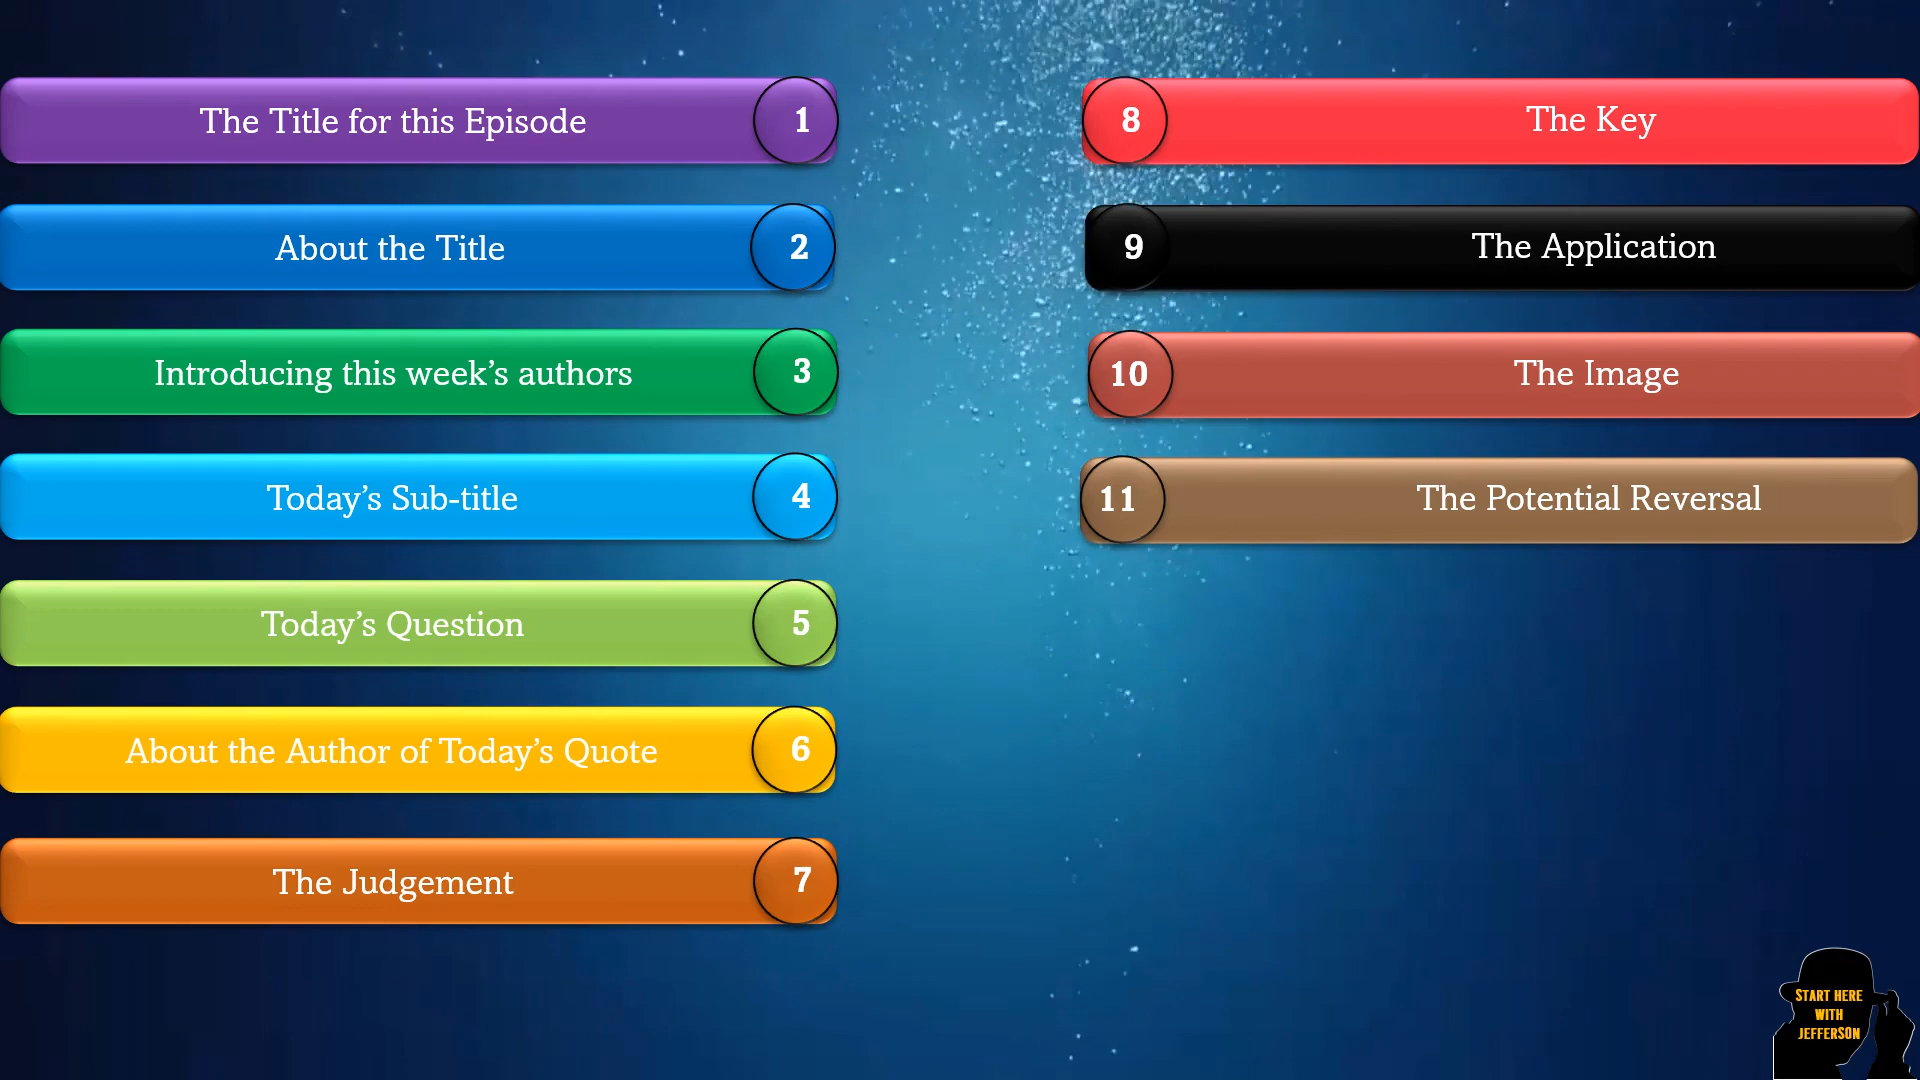 The Title for this Episode 1
About the Title 2
Introducing this week’s authors 3
Today’s Sub-title 4
Today’s Question 5
About the Author of Today’s Quote 6
The Judgement 7
8 The Key
9 The Application
10 The Image
11 The Potential Reversal
START HERE
WITH
JEFFERSON